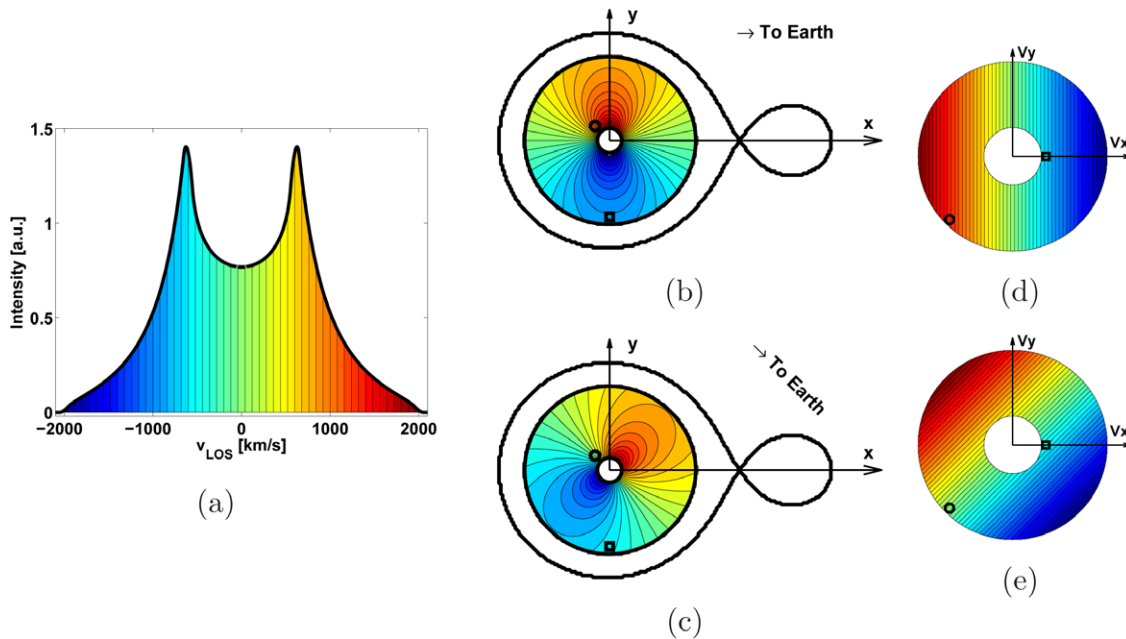 1.5
1
0.5
0
Intensity [a.u.]
−2000 −1000 0 1000 2000
v_LOS [km/s]
(a)
y
→ To Earth
x
(b)
y
→ To Earth
x
(c)
Vy
Vx
(d)
Vy
Vx
(e)